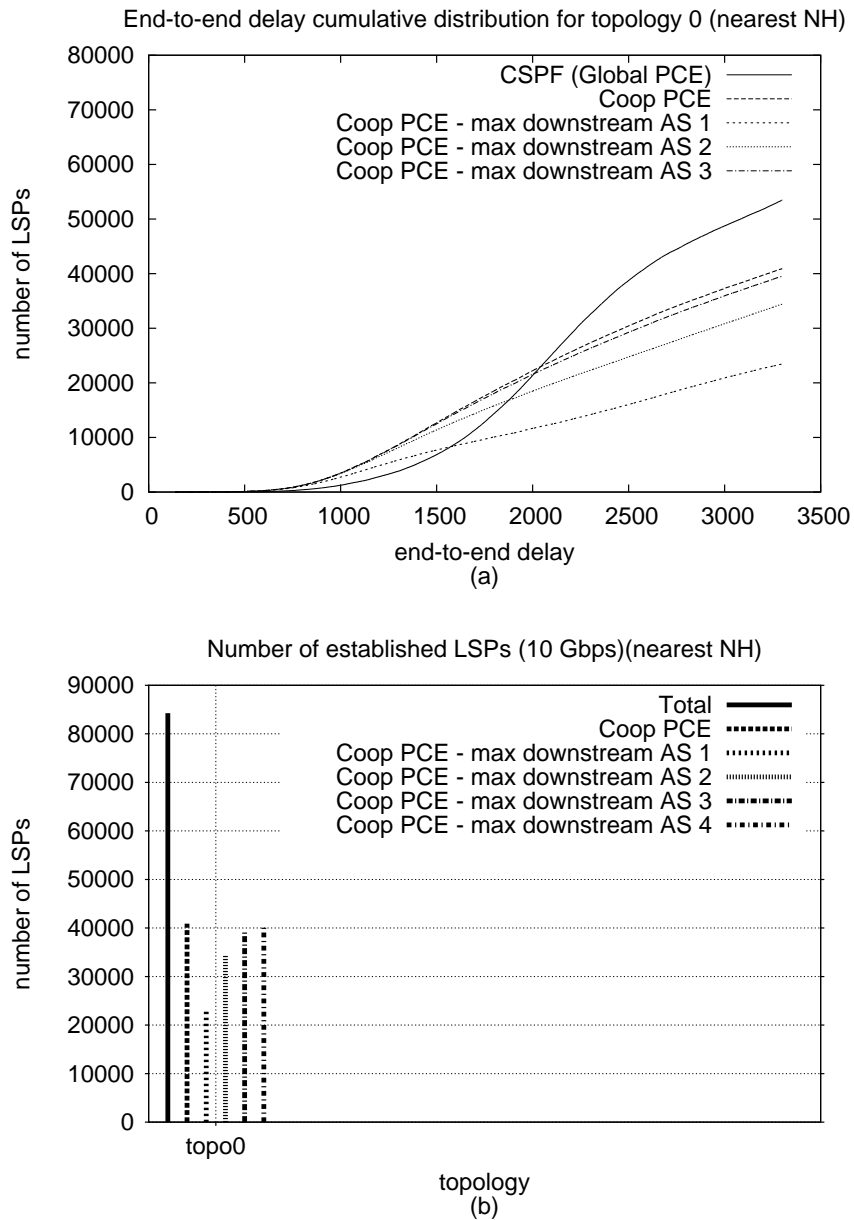 End-to-end delay cumulative distribution for topology 0 (nearest NH)
80000
70000
60000
50000
40000
30000
20000
10000
0
number of LSPs
CSPF (Global PCE)
Coop PCE
Coop PCE - max downstream AS 1
Coop PCE - max downstream AS 2
Coop PCE - max downstream AS 3
0 500 1000 1500 2000 2500 3000 3500
end-to-end delay
(a)
Number of established LSPs (10 Gbps)(nearest NH)
90000
80000
70000
60000
50000
40000
30000
20000
10000
0
number of LSPs
Total
Coop PCE
Coop PCE - max downstream AS 1
Coop PCE - max downstream AS 2
Coop PCE - max downstream AS 3
Coop PCE - max downstream AS 4
topo0
topology
(b)